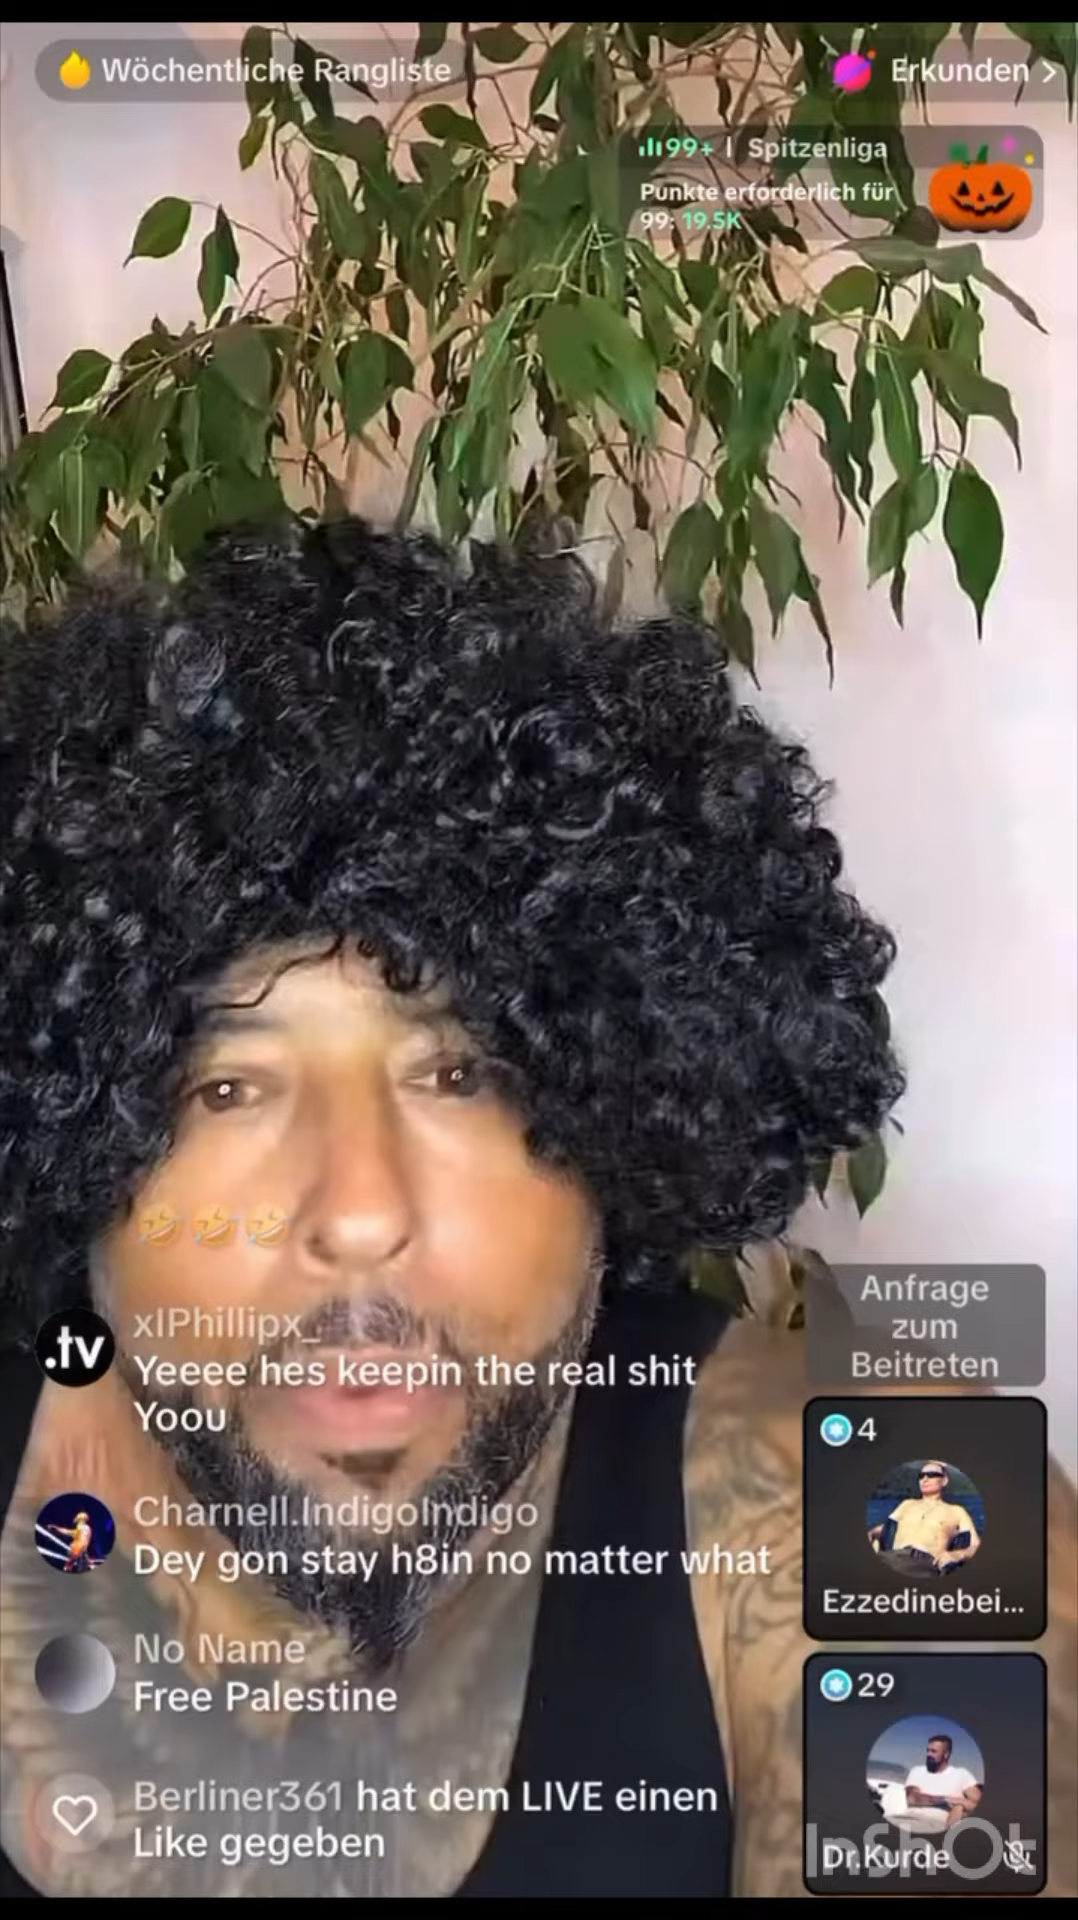 Wöchentliche Rangliste
Erkunden >
99+ | Spitzenliga
Punkte erforderlich für
99: 19.5K
🤣🤣🤣
xlPhillipx_
.tv
Yeeee hes keepin the real shit
Yoou
Anfrage
zum
Beitreten
4
Ezzedinebei...
Charnell.IndigoIndigo
Dey gon stay h8in no matter what
No Name
Free Palestine
29
Dr.Kurde
Berliner361 hat dem LIVE einen
Like gegeben
InShOt